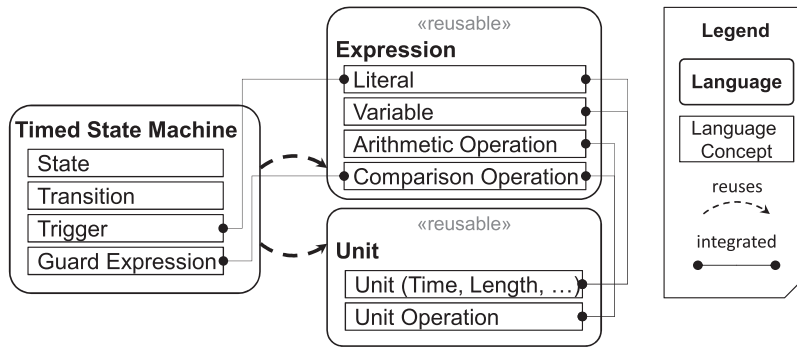 Timed State Machine
State
Transition
Trigger
Guard Expression
«reusable»
Expression
Literal
Variable
Arithmetic Operation
Comparison Operation
«reusable»
Unit
Unit (Time, Length, …)
Unit Operation
Legend
Language
Language
Concept
reuses
integrated